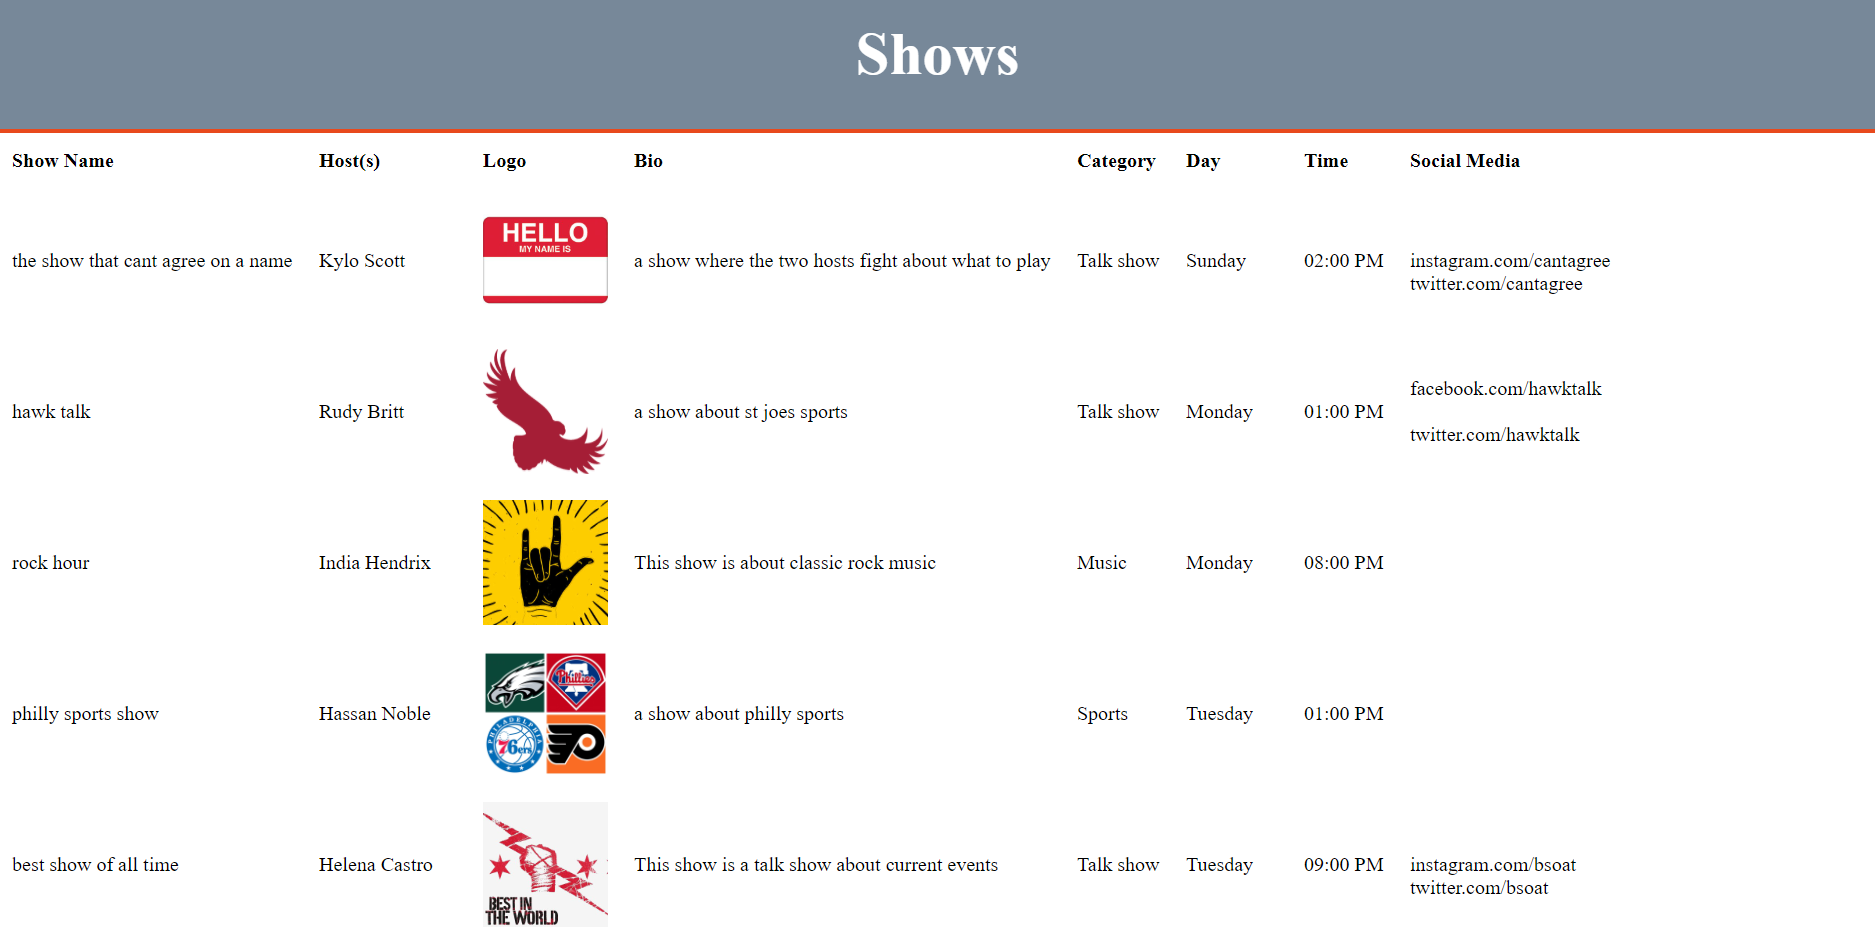 Shows
Show Name Host(s) Logo Bio Category Day Time Social Media
HELLO
MY NAME IS
the show that cant agree on a name Kylo Scott a show where the two hosts fight about what to play Talk show Sunday 02:00 PM instagram.com/cantagree
twitter.com/cantagree
facebook.com/hawktalk
hawk talk Rudy Britt a show about st joes sports Talk show Monday 01:00 PM
twitter.com/hawktalk
rock hour India Hendrix This show is about classic rock music Music Monday 08:00 PM
Phillies
philly sports show Hassan Noble a show about philly sports Sports Tuesday 01:00 PM
PHILADELPHIA
76ers
best show of all time Helena Castro This show is a talk show about current events Talk show Tuesday 09:00 PM instagram.com/bsoat
twitter.com/bsoat
BEST IN
THE WORLD